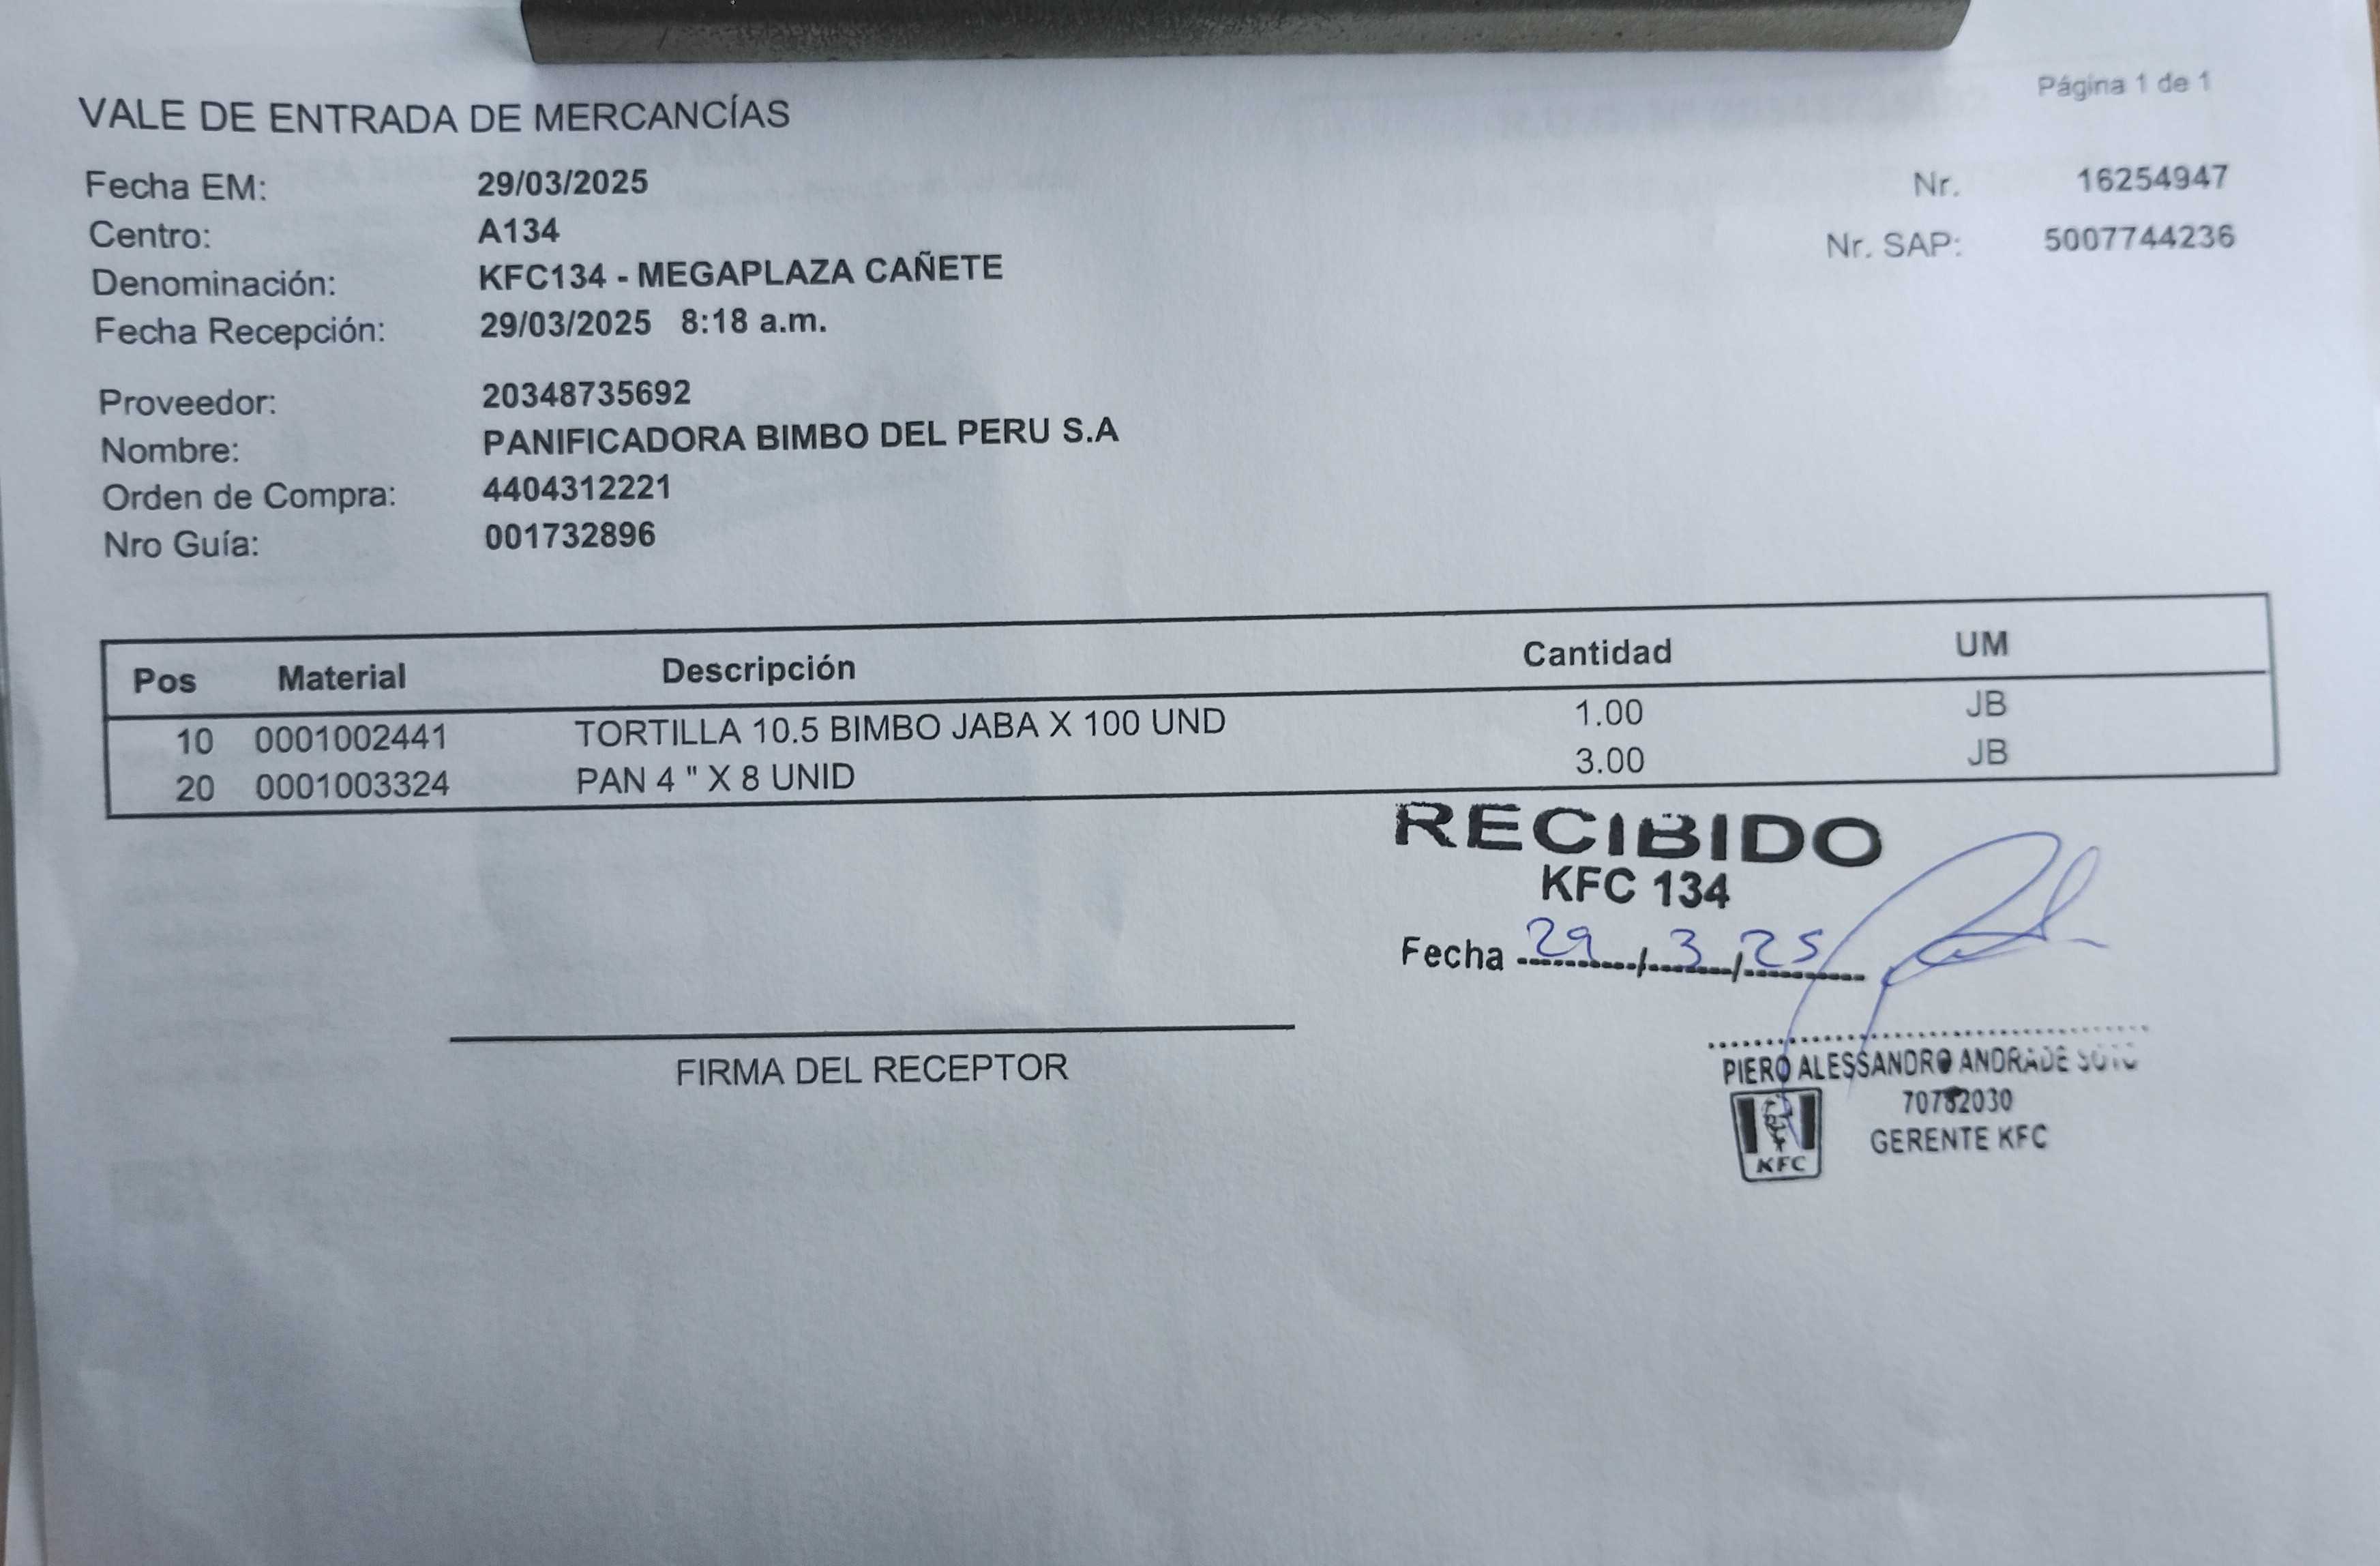 Página 1 de 1
VALE DE ENTRADA DE MERCANCÍAS
Fecha EM: 29/03/2025 Nr. 16254947
Centro: A134 Nr. SAP: 5007744236
Denominación: KFC134 - MEGAPLAZA CAÑETE
Fecha Recepción: 29/03/2025 8:18 a.m.
Proveedor: 20348735692
Nombre: PANIFICADORA BIMBO DEL PERU S.A
Orden de Compra: 4404312221
Nro Guía: 001732896
Pos Material Descripción Cantidad UM
10 0001002441 TORTILLA 10.5 BIMBO JABA X 100 UND 1.00 JB
20 0001003324 PAN 4 " X 8 UNID 3.00 JB
RECIBIDO
KFC 134
Fecha 29/3/25
FIRMA DEL RECEPTOR
PIERO ALESSANDRO ANDRADE SOTO
GERENTE KFC
KFC